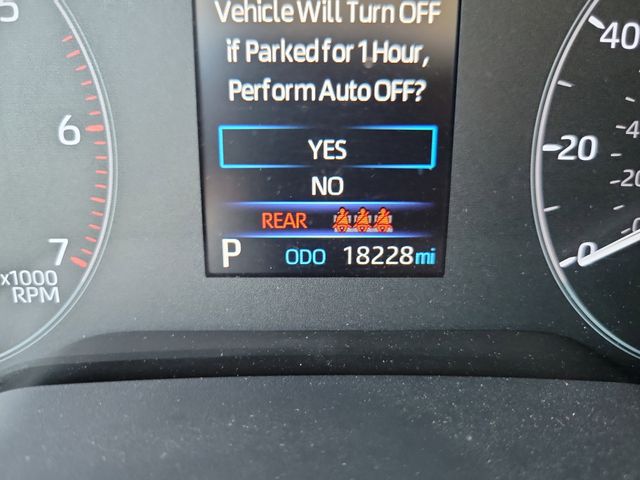 Vehicle Will Turn OFF
if Parked for 1 Hour,
Perform Auto OFF?
YES
NO
REAR
P ODO 18228 mi
5
6
7
x1000
RPM
40
20
0